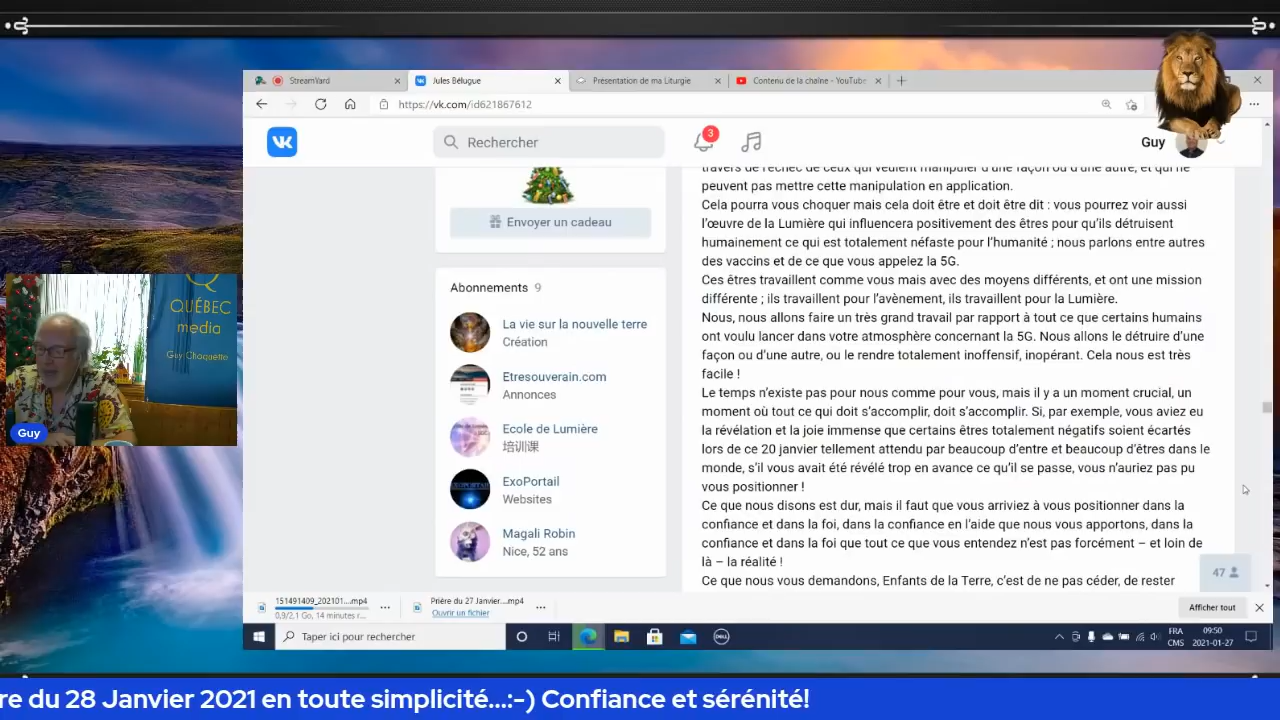 StreamYard
Jules Bélugue
Présentation de ma Liturgie
Contenu de la chaîne - YouTube
https://vk.com/id621867612
Rechercher
3
Guy
Envoyer un cadeau
Abonnements 9
La vie sur la nouvelle terre
Création
Etresouverain.com
Annonces
Ecole de Lumière
培训课
ExoPortail
Websites
Magali Robin
Nice, 52 ans
travers de l'échec de ceux qui veulent manipuler d'une façon ou d'une autre, et qui ne
peuvent pas mettre cette manipulation en application.
Cela pourra vous choquer mais cela doit être et doit être dit : vous pourrez voir aussi
l'œuvre de la Lumière qui influencera positivement des êtres pour qu'ils détruisent
humainement ce qui est totalement néfaste pour l'humanité ; nous parlons entre autres
des vaccins et de ce que vous appelez la 5G.
Ces êtres travaillent comme vous mais avec des moyens différents, et ont une mission
différente ; ils travaillent pour l'avènement, ils travaillent pour la Lumière.
Nous, nous allons faire un très grand travail par rapport à tout ce que certains humains
ont voulu lancer dans votre atmosphère concernant la 5G. Nous allons le détruire d'une
façon ou d'une autre, ou le rendre totalement inoffensif, inopérant. Cela nous est très
facile !
Le temps n'existe pas pour nous comme pour vous, mais il y a un moment crucial, un
moment où tout ce qui doit s'accomplir, doit s'accomplir. Si, par exemple, vous aviez eu
la révélation et la joie immense que certains êtres totalement négatifs soient écartés
lors de ce 20 janvier tellement attendu par beaucoup d'entre et beaucoup d'êtres dans le
monde, s'il vous avait été révélé trop en avance ce qu'il se passe, vous n'auriez pas pu
vous positionner !
Ce que nous disons est dur, mais il faut que vous arriviez à vous positionner dans la
confiance et dans la foi, dans la confiance en l'aide que nous vous apportons, dans la
confiance et dans la foi que tout ce que vous entendez n'est pas forcément – et loin de
là – la réalité !
Ce que nous vous demandons, Enfants de la Terre, c'est de ne pas céder, de rester
47
QUÉBEC
media
Guy Choquette
Guy
151491409_202101....mp4
0,9/2,1 Go, 14 minutes r...
Prière du 27 Janvier....mp4
Ouvrir un fichier
Afficher tout
Taper ici pour rechercher
DELL
FRA
CMS
09:50
2021-01-27
re du 28 Janvier 2021 en toute simplicité...:-) Confiance et sérénité!